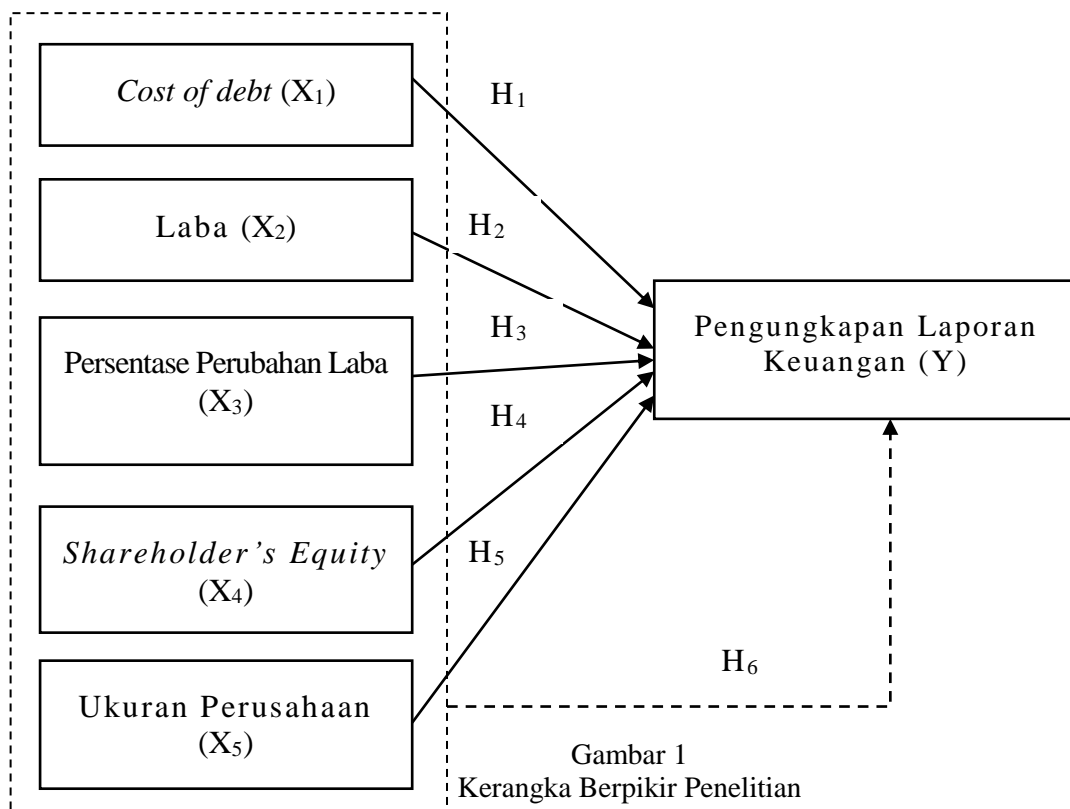 Cost of debt (X₁)
H₁
Laba (X₂)
H₂
Persentase Perubahan Laba
(X₃)
H₃
Pengungkapan Laporan
Keuangan (Y)
H₄
Shareholder’s Equity
(X₄)
H₅
Ukuran Perusahaan
(X₅)
H₆
Gambar 1
Kerangka Berpikir Penelitian